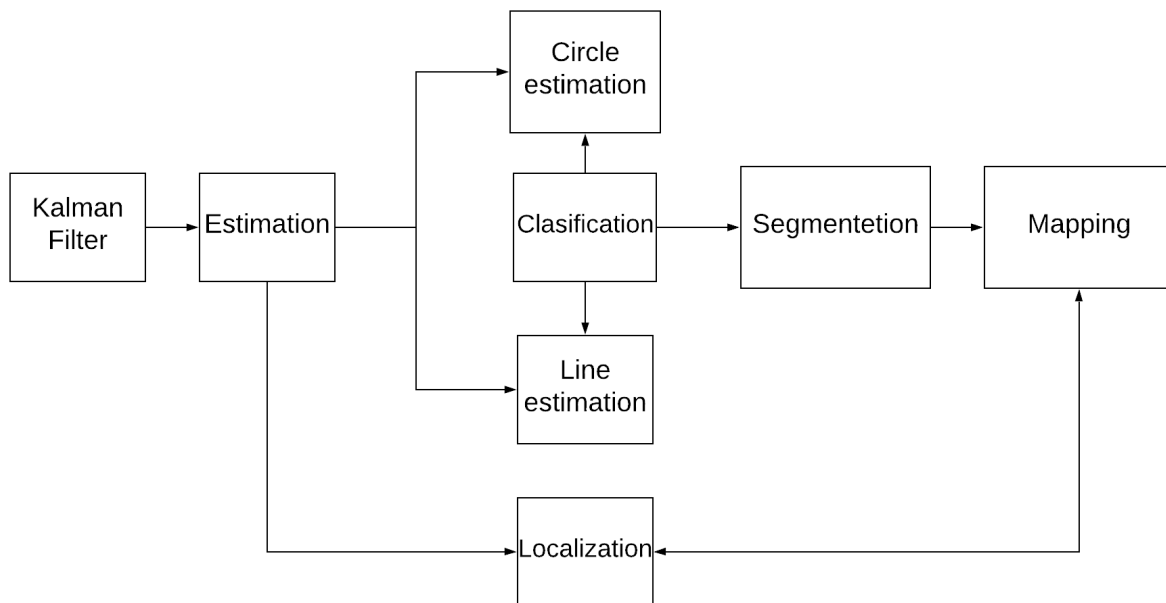 Circle
estimation
Kalman
Filter
Estimation
Clasification
Segmentetion
Mapping
Line
estimation
Localization